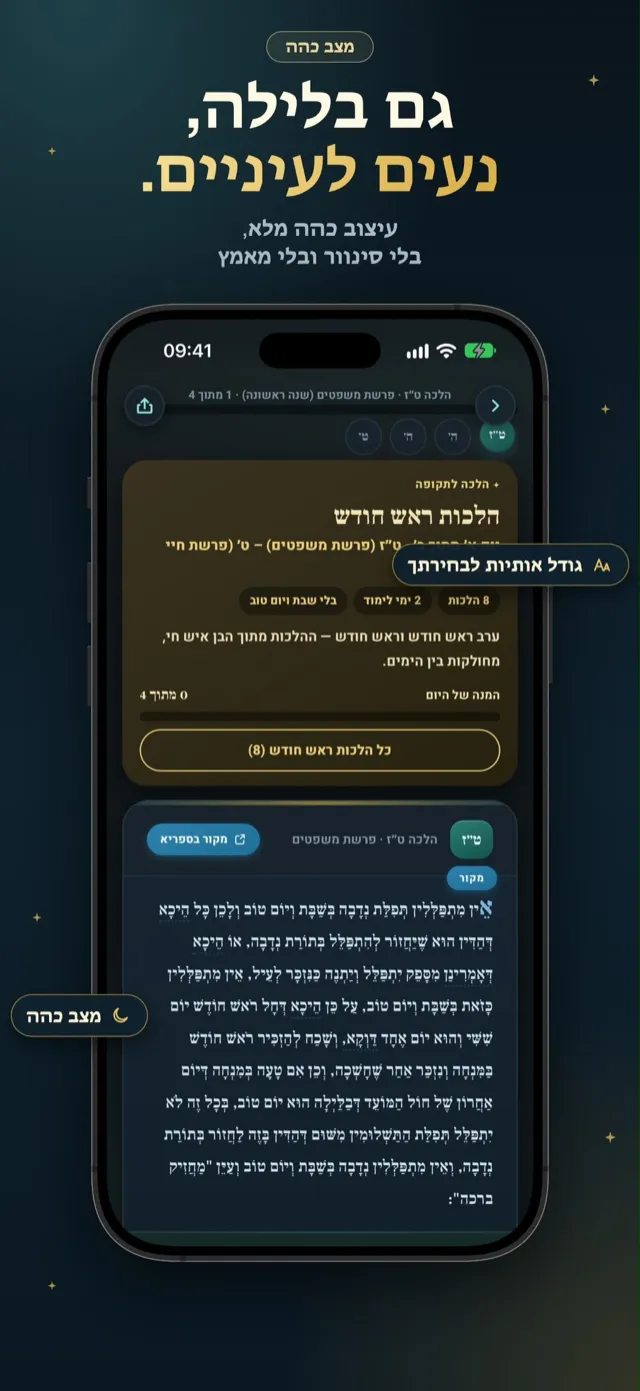 מצב כהה
גם בלילה,
נעים לעיניים.
עיצוב כהה מלא,
בלי סינוור ובלי מאמץ
09:41
הלכה ט״ז · פרשת משפטים (שנה ראשונה) · 1 מתוך 4
ט״ז ה׳ ה׳ ט׳
הלכה לתקופה
הלכות ראש חודש
ט״ז (פרשת משפטים) – ט׳ (פרשת חיי
גודל אותיות לבחירתך
8 הלכות 2 ימי לימוד בלי שבת ויום טוב
ערב ראש חודש וראש חודש — ההלכות מתוך הבן איש חי,
מחולקות בין הימים.
המנה של היום 0 מתוך 4
כל הלכות ראש חודש (8)
ט״ז הלכה ט״ז · פרשת משפטים מקור בספריא
מקור
אֵין מִתְפַּלְּלִין תְּפִלַּת נְדָבָה בְּשַׁבָּת וְיוֹם טוֹב וְלָכֵן כָּל הֵיכָא
דְּהַדִּין הוּא שֶׁיַּחֲזוֹר לְהִתְפַּלֵּל בְּתוֹרַת נְדָבָה, אוֹ הֵיכָא
דְּאָמְרִינַן מִסָּפֵק יִתְפַּלֵּל וְיַתְנֶה כַּנִּזְכָּר לְעֵיל, אֵין מִתְפַּלְּלִין
כָּזֹאת בְּשַׁבָּת וְיוֹם טוֹב, עַל כֵּן הֵיכָא דְּחָל רֹאשׁ חוֹדֶשׁ יוֹם
שִׁשִּׁי וְהוּא יוֹם אֶחָד דַּוְקָא, וְשָׁכַח לְהַזְכִּיר רֹאשׁ חוֹדֶשׁ
בַּמִּנְחָה וְנִזְכַּר אַחַר שֶׁחָשְׁכָה, וְכֵן אִם טָעָה בְּמִנְחָה דְּיוֹם
אַחֲרוֹן שֶׁל חוֹל הַמּוֹעֵד דְּבַלַּיְלָה הוּא יוֹם טוֹב, בְּכָל זֶה לֹא
יִתְפַּלֵּל תְּפִלַּת הַתַּשְׁלוּמִין מִשּׁוּם דְּהַדִּין בָּזֶה לַחֲזוֹר בְּתוֹרַת
נְדָבָה, וְאֵין מִתְפַּלְּלִין נְדָבָה בְּשַׁבָּת וְיוֹם טוֹב וְעַיֵּן "מַחֲזִיק
ברכה":
מצב כהה